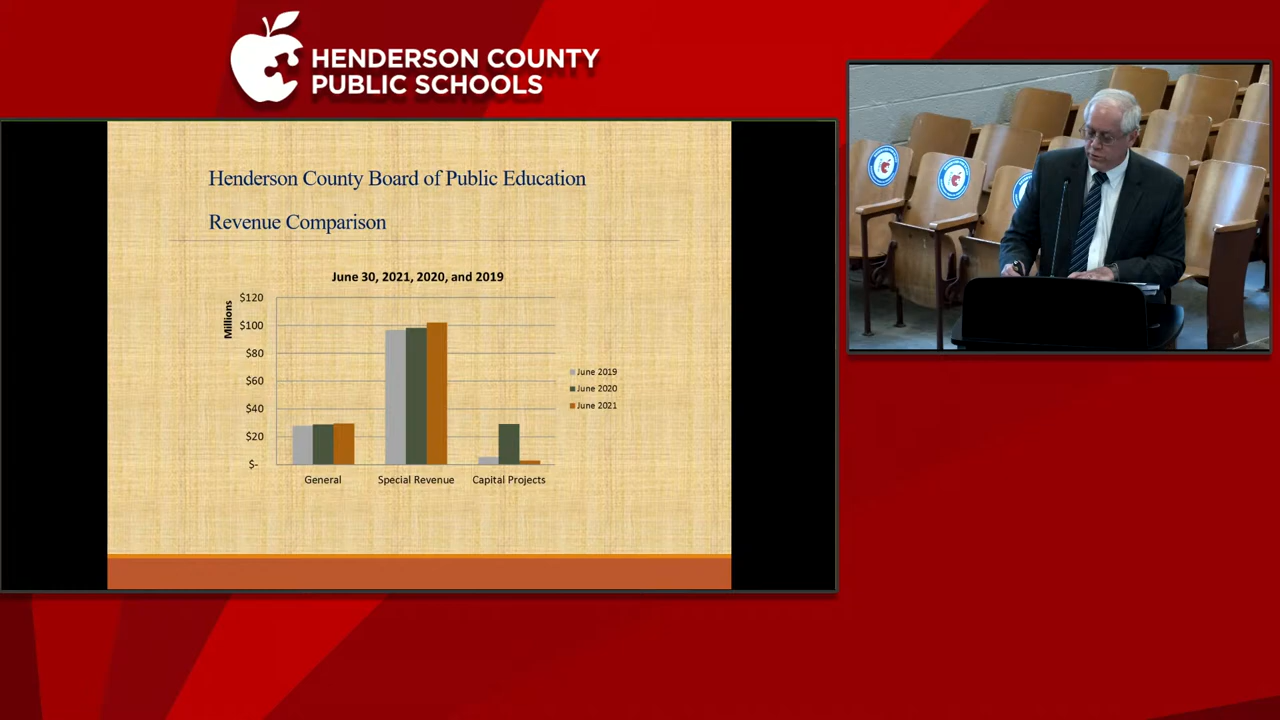 HENDERSON COUNTY
PUBLIC SCHOOLS
Henderson County Board of Public Education
Revenue Comparison
June 30, 2021, 2020, and 2019
Millions
$120
$100
$80
$60
$40
$20
$-
General
Special Revenue
Capital Projects
June 2019
June 2020
June 2021